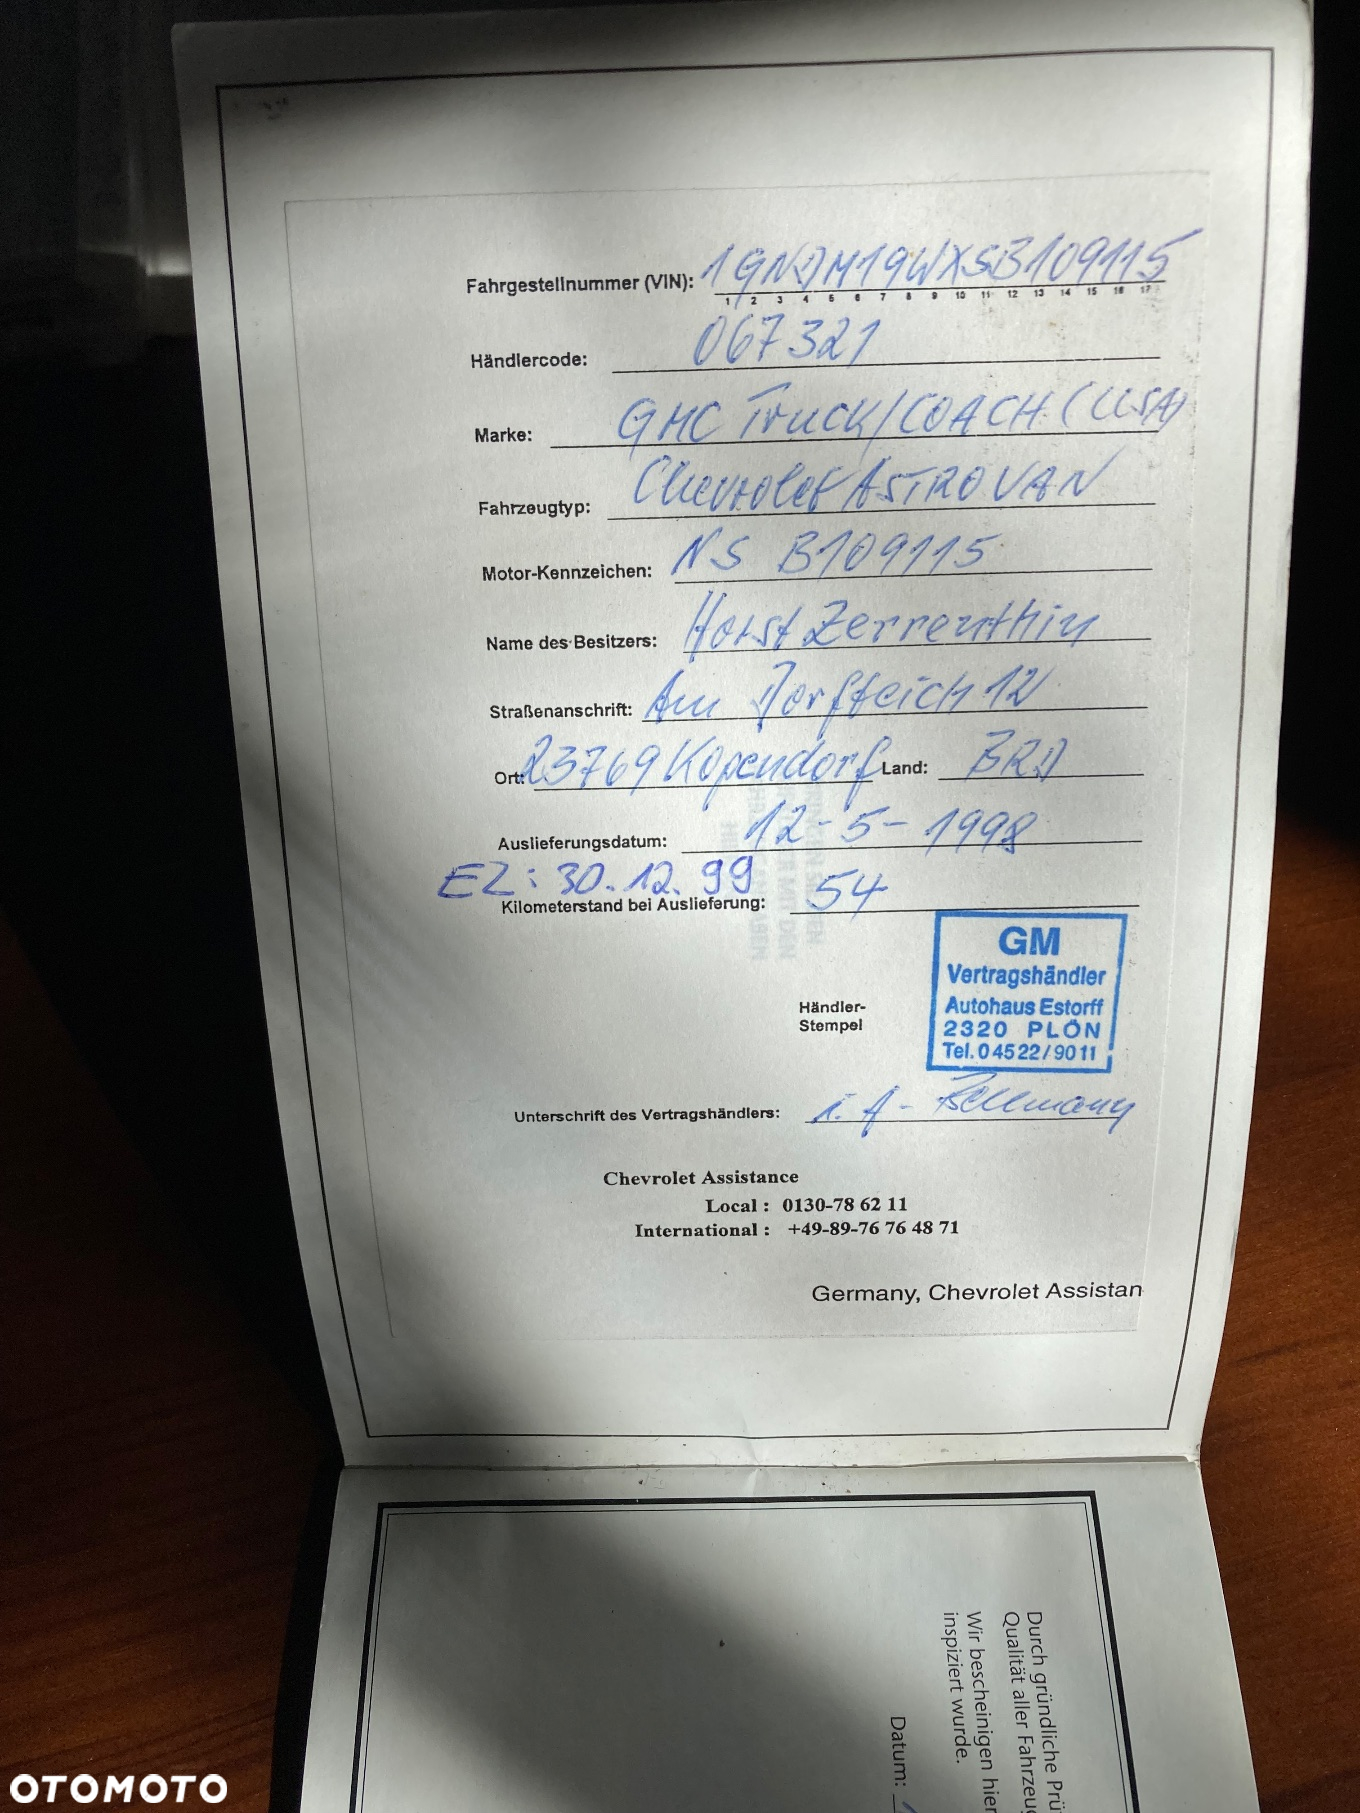 Fahrgestellnummer (VIN): 1GNDM19WXSB109115
1 2 3 4 5 6 7 8 9 10 11 12 13 14 15 16 17
Händlercode: 067321
Marke: GMC Truck/COACH (USA)
Fahrzeugtyp: Chevrolet ASTROVAN
Motor-Kennzeichen: NS B109115
Name des Besitzers: Horst Zerrenthin
Straßenanschrift: Am Dorfteich 12
Ort: 23769 Kopendorf Land: BRD
Auslieferungsdatum: 12-5-1998
EZ: 30.12.99
Kilometerstand bei Auslieferung: 54
GM
Vertragshändler
Autohaus Estorff
2320 PLÖN
Tel. 04522/9011
Händler-
Stempel
Unterschrift des Vertragshändlers: i. A-
Chevrolet Assistance
Local : 0130-78 62 11
International : +49-89-76 76 48 71
Germany, Chevrolet Assistan
Durch gründliche Prü
Qualität aller Fahrzeug
Wir bescheinigen hier
inspiziert wurde.
Datum:
OTOMOTO